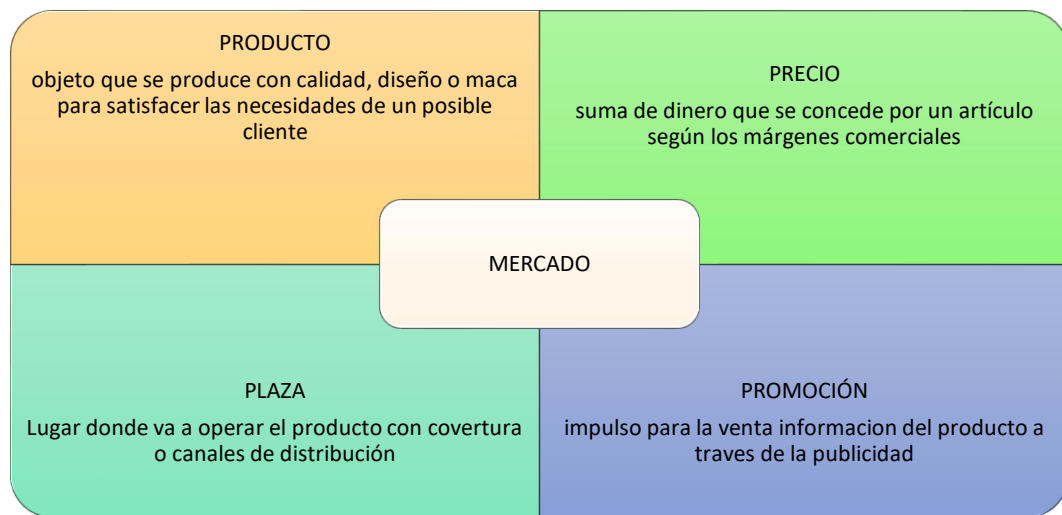 PRODUCTO
objeto que se produce con calidad, diseño o maca
para satisfacer las necesidades de un posible
cliente
PRECIO
suma de dinero que se concede por un artículo
según los márgenes comerciales
MERCADO
PLAZA
Lugar donde va a operar el producto con covertura
o canales de distribución
PROMOCIÓN
impulso para la venta informacion del producto a
traves de la publicidad